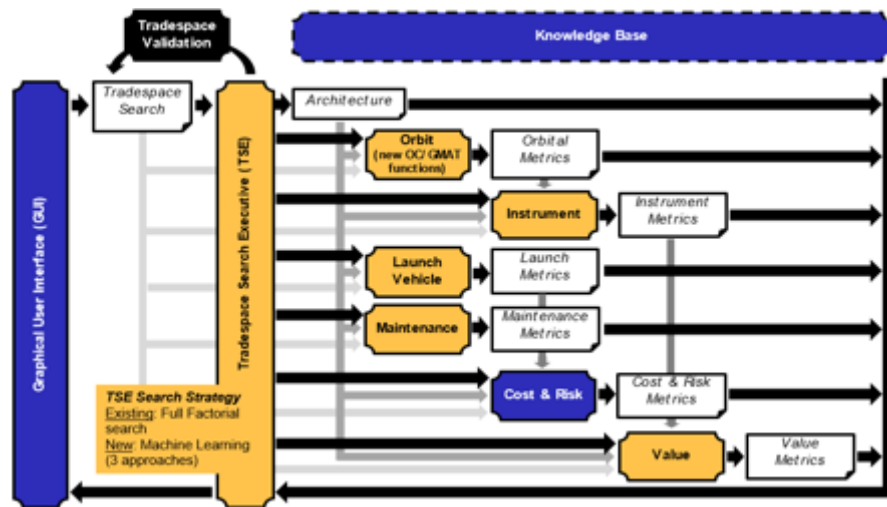 Tradespace
Validation
Knowledge Base
Graphical User Interface (GUI)
Tradespace
Search
Tradespace Search Executive (TSE)
Architecture
Orbit
(new OC/ GMAT
functions)
Orbital
Metrics
Instrument
Instrument
Metrics
Launch
Vehicle
Launch
Metrics
Maintenance
Maintenance
Metrics
Cost & Risk
Cost & Risk
Metrics
TSE Search Strategy
Existing: Full Factorial
search
New: Machine Learning
(3 approaches)
Value
Value
Metrics